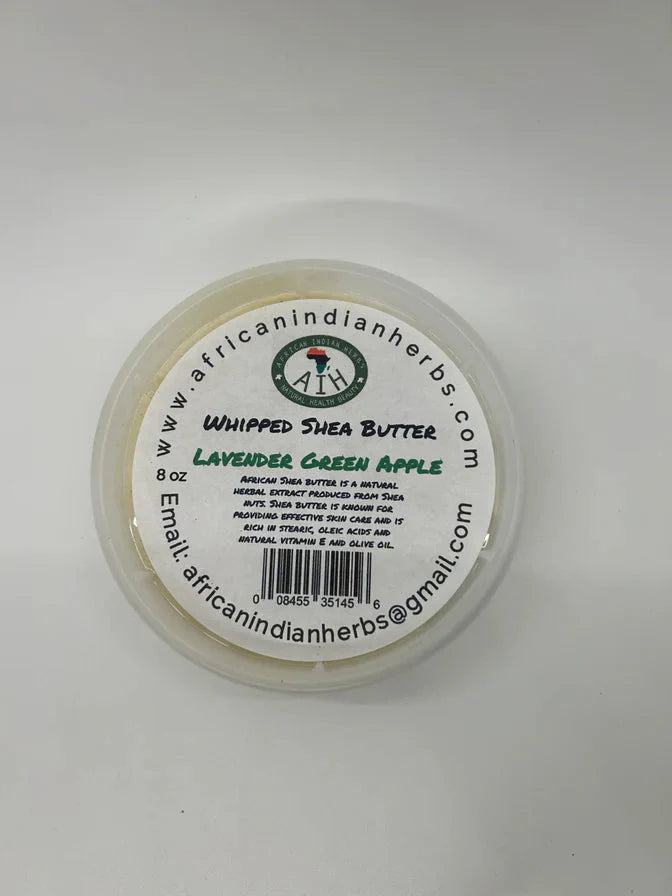 www.africanindianherbs.com
AFRICAN INDIAN HERBS
AIH
NATURAL HEALTH BEAUTY
WHIPPED SHEA BUTTER
LAVENDER GREEN APPLE
8 oz
AFRICAN SHEA BUTTER IS A NATURAL
HERBAL EXTRACT PRODUCED FROM SHEA
NUTS. SHEA BUTTER IS KNOWN FOR
PROVIDING EFFECTIVE SKIN CARE AND IS
RICH IN STEARIC, OLEIC ACIDS AND
NATURAL VITAMIN E AND OLIVE OIL.
0 08455 35145 6
Email: africanindianherbs@gmail.com